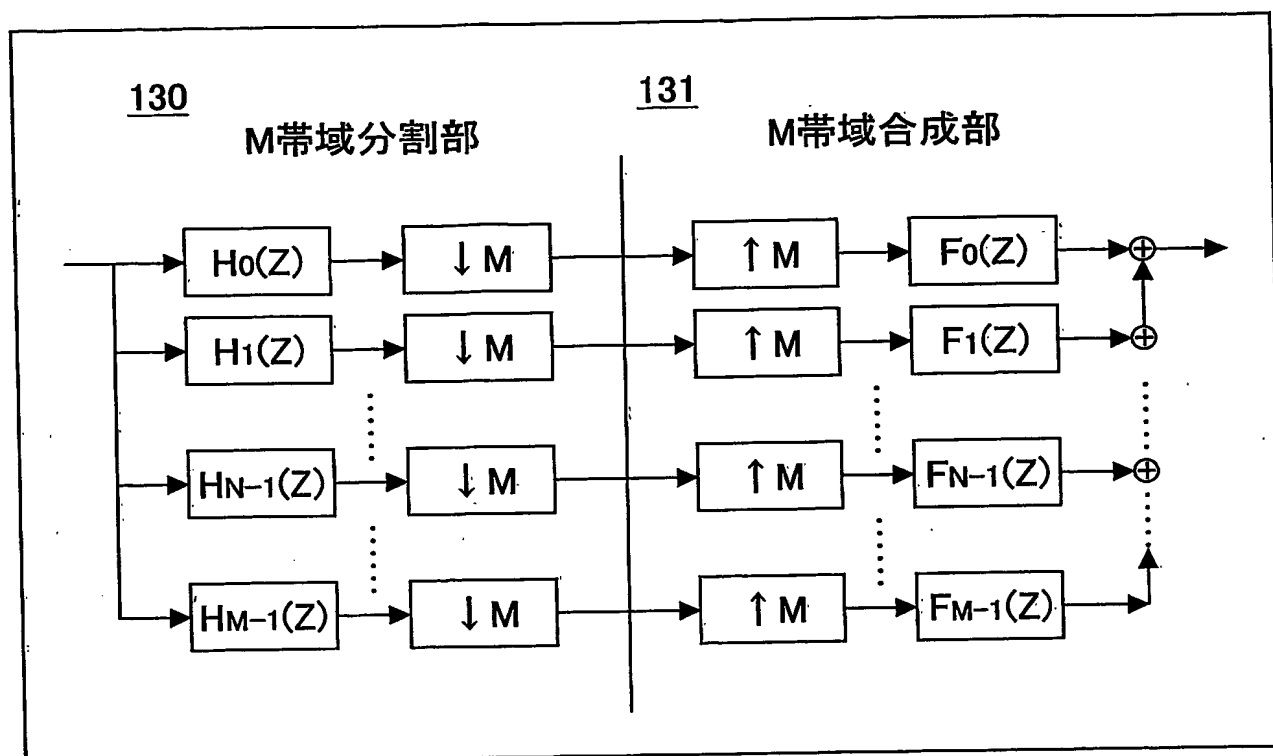 130
M帯域分割部
131
M帯域合成部
H0(Z) ↓M ↑M F0(Z)
H1(Z) ↓M ↑M F1(Z)
HN-1(Z) ↓M ↑M FN-1(Z)
HM-1(Z) ↓M ↑M FM-1(Z)